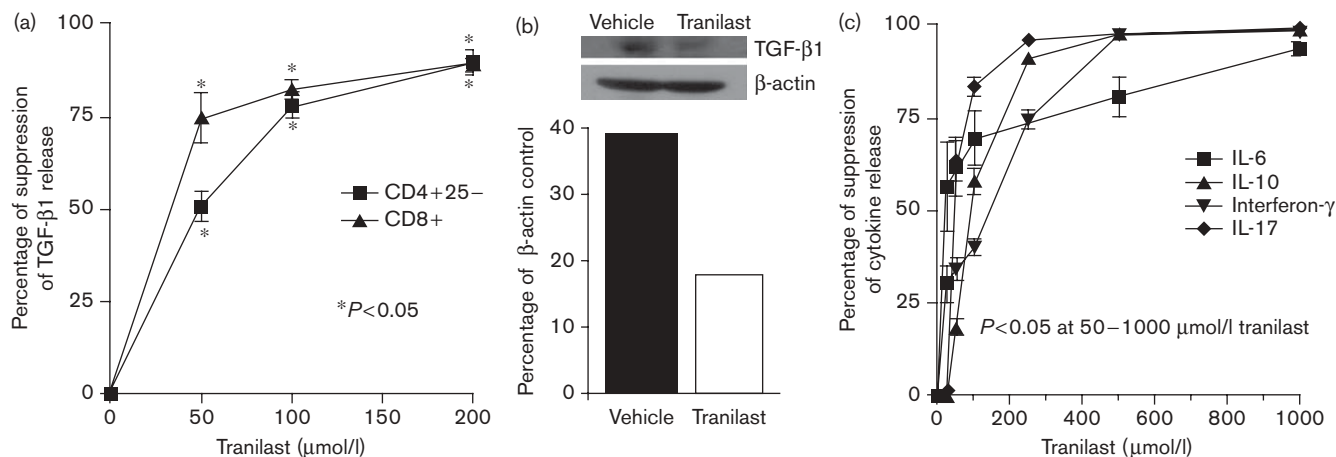 (a)
100
75
50
25
0
Percentage of suppression
of TGF-β1 release
* * * * * *
CD4+25−
CD8+
*P<0.05
0 50 100 150 200
Tranilast (μmol/l)
(b)
Vehicle Tranilast
TGF-β1
β-actin
40
30
20
10
0
Percentage of β-actin control
Vehicle Tranilast
(c)
100
75
50
25
0
Percentage of suppression
of cytokine release
IL-6
IL-10
Interferon-γ
IL-17
P<0.05 at 50−1000 μmol/l tranilast
0 200 400 600 800 1000
Tranilast (μmol/l)